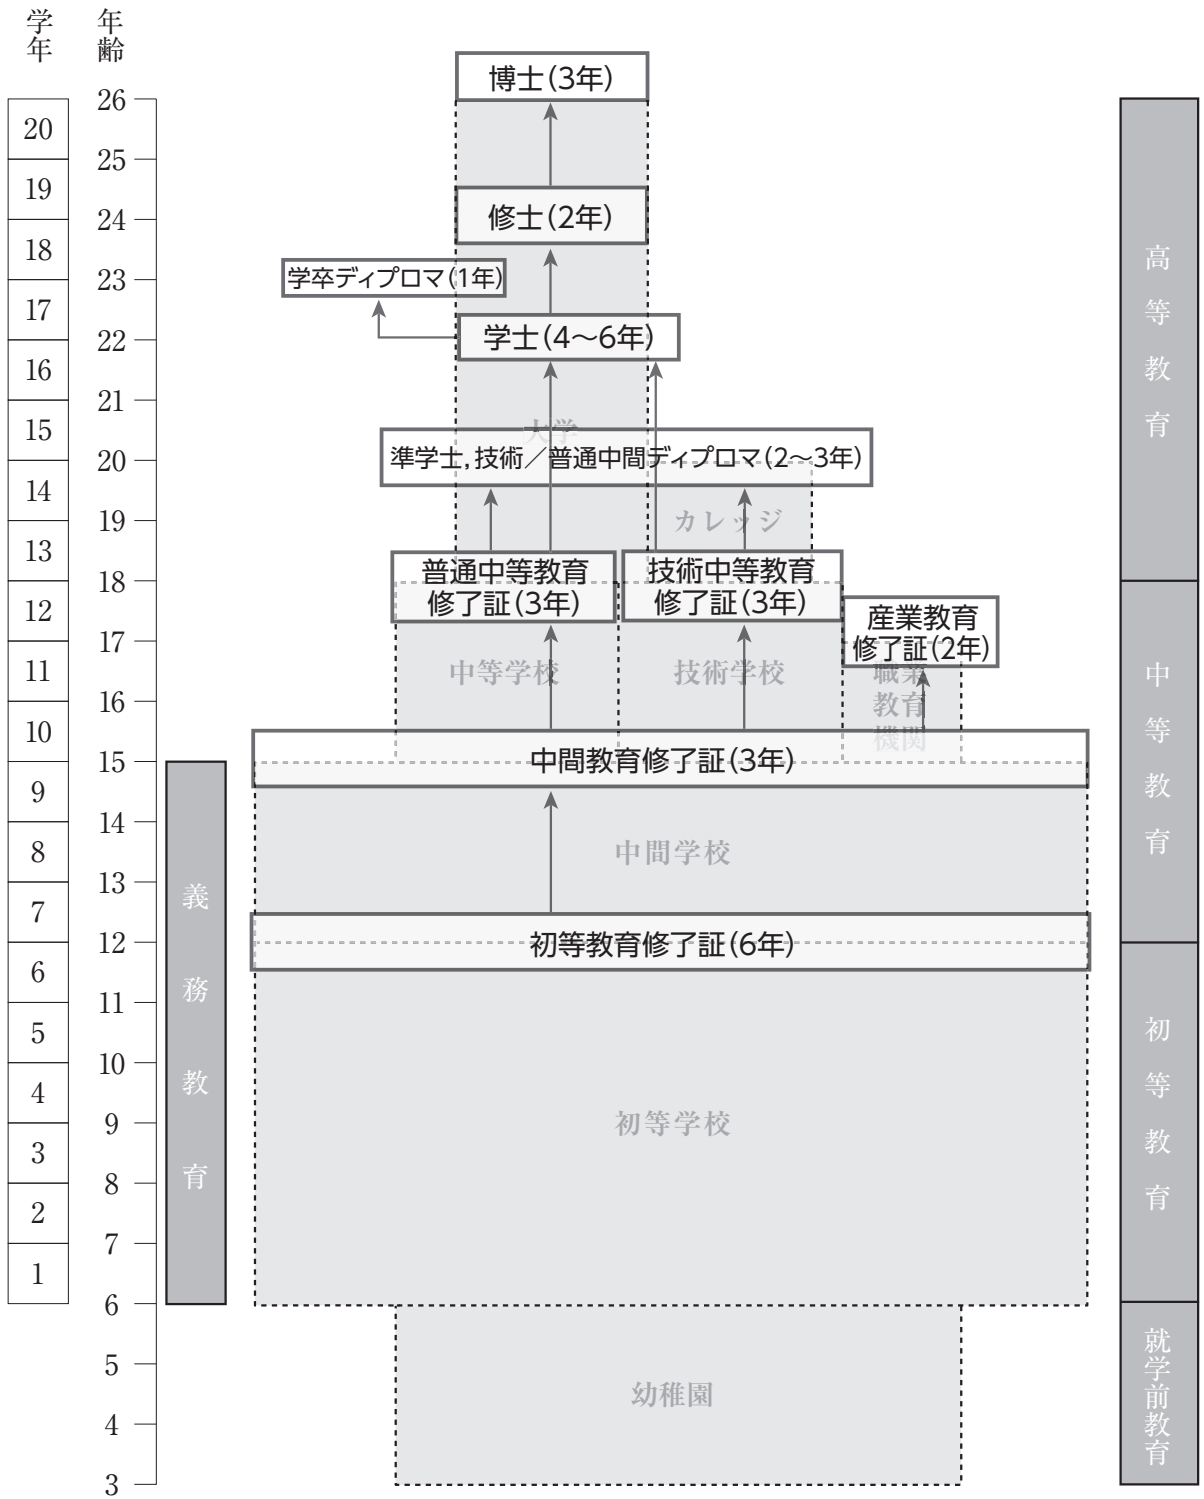 学年
年齢
26
25
24
23
22
21
20
19
18
17
16
15
14
13
12
11
10
9
8
7
6
5
4
3
20
19
18
17
16
15
14
13
12
11
10
9
8
7
6
5
4
3
2
1
義務教育
博士(3年)
修士(2年)
学卒ディプロマ(1年)
学士(4～6年)
大学
準学士,技術／普通中間ディプロマ(2～3年)
カレッジ
普通中等教育
修了証(3年)
技術中等教育
修了証(3年)
産業教育
修了証(2年)
中等学校
技術学校
職業
教育
機関
中間教育修了証(3年)
中間学校
初等教育修了証(6年)
初等学校
幼稚園
高等教育
中等教育
初等教育
就学前教育